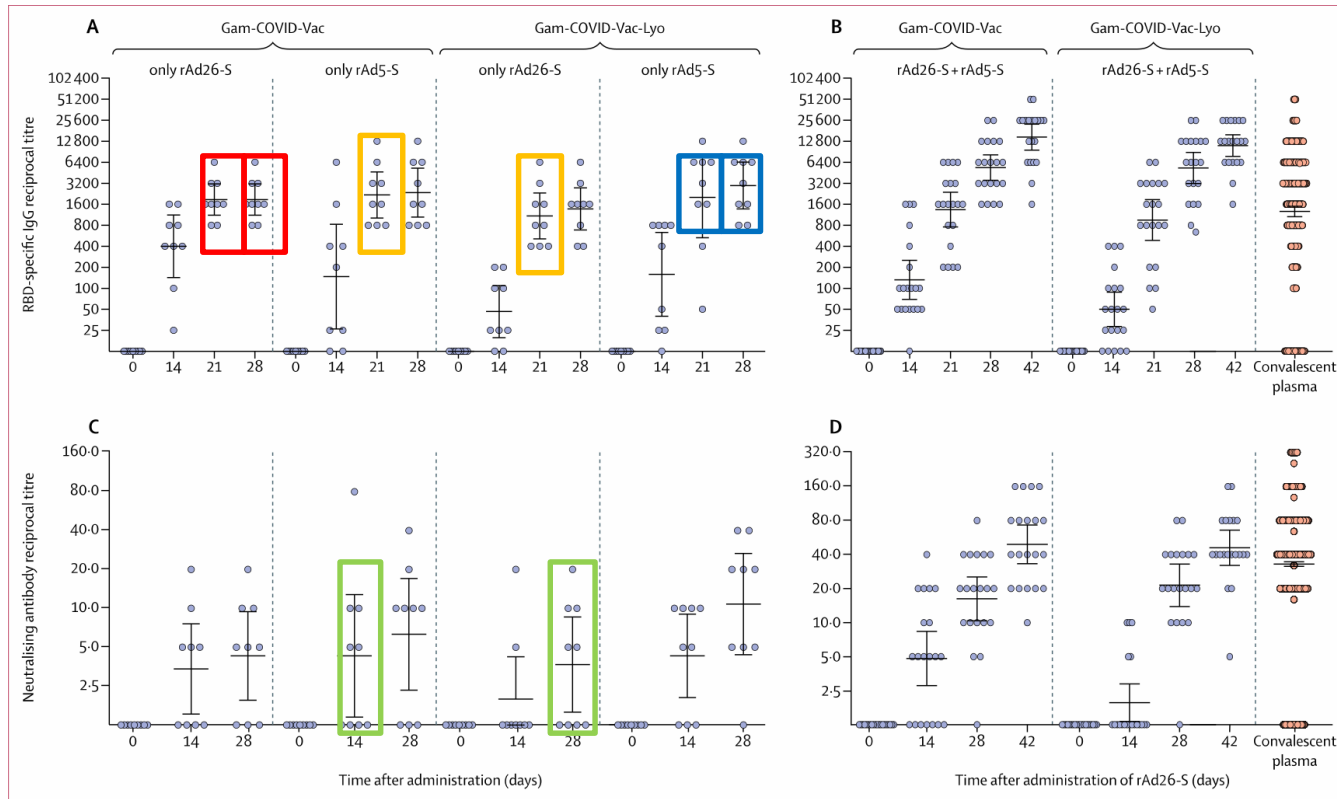 A
Gam-COVID-Vac
Gam-COVID-Vac-Lyo
only rAd26-S
only rAd5-S
only rAd26-S
only rAd5-S
RBD-specific IgG reciprocal titre
102 400
51 200
25 600
12 800
6400
3200
1600
800
400
200
100
50
25
0 14 21 28 0 14 21 28 0 14 21 28 0 14 21 28
B
Gam-COVID-Vac
Gam-COVID-Vac-Lyo
rAd26-S + rAd5-S
rAd26-S + rAd5-S
102 400
51 200
25 600
12 800
6400
3200
1600
800
400
200
100
50
25
0 14 21 28 42 0 14 21 28 42 Convalescent
plasma
C
Neutralising antibody reciprocal titre
160·0
80·0
40·0
20·0
10·0
5·0
2·5
0 14 28 0 14 28 0 14 28 0 14 28
Time after administration (days)
D
320·0
160·0
80·0
40·0
20·0
10·0
5·0
2·5
0 14 28 42 0 14 28 42 Convalescent
plasma
Time after administration of rAd26-S (days)